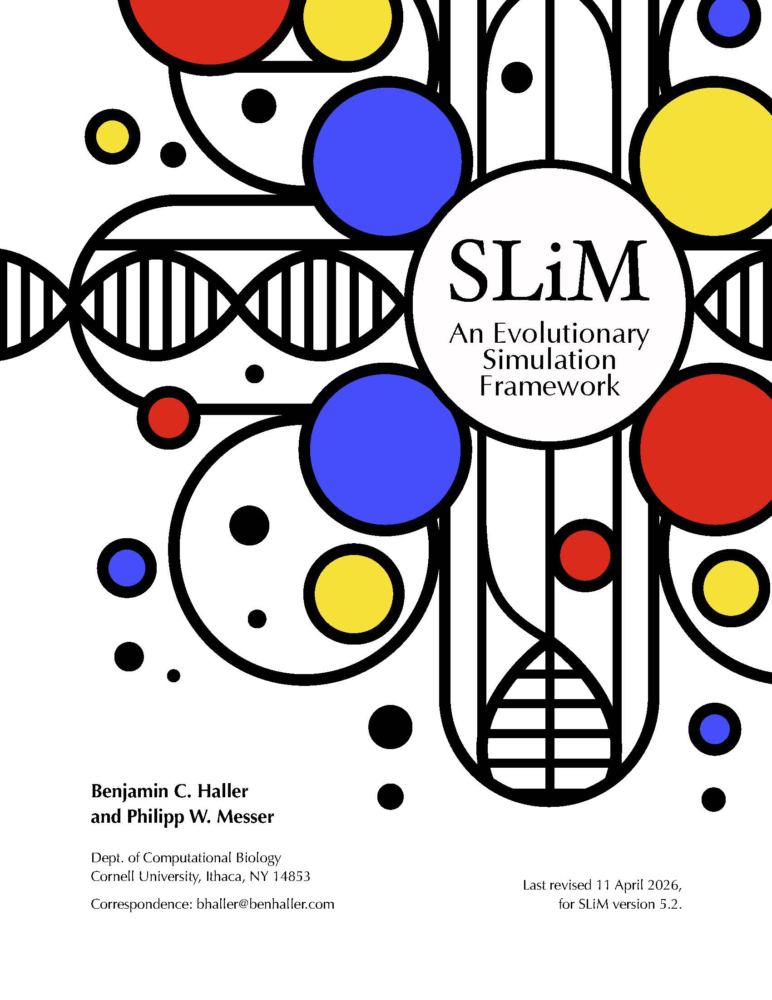 SLiM
An Evolutionary
Simulation
Framework
Benjamin C. Haller
and Philipp W. Messer
Dept. of Computational Biology
Cornell University, Ithaca, NY 14853
Correspondence: bhaller@benhaller.com
Last revised 11 April 2026,
for SLiM version 5.2.